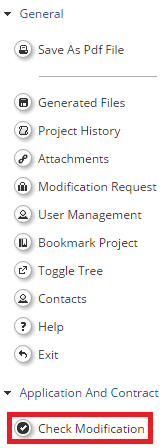 General
Save As Pdf File
Generated Files
Project History
Attachments
Modification Request
User Management
Bookmark Project
Toggle Tree
Contacts
? Help
Exit
Application And Contract
Check Modification